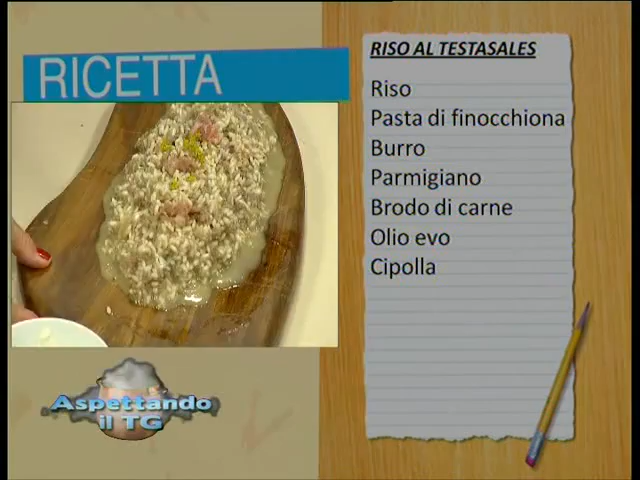 RICETTA
RISO AL TESTASALES
Riso
Pasta di finocchiona
Burro
Parmigiano
Brodo di carne
Olio evo
Cipolla
Aspettando
il TG